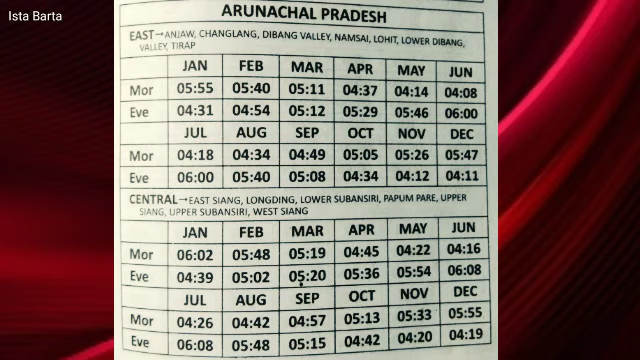 Ista Barta
ARUNACHAL PRADESH
EAST→ANJAW, CHANGLANG, DIBANG VALLEY, NAMSAI, LOHIT, LOWER DIBANG,
VALLEY, TIRAP
JAN FEB MAR APR MAY JUN
Mor 05:55 05:40 05:11 04:37 04:14 04:08
Eve 04:31 04:54 05:12 05:29 05:46 06:00
JUL AUG SEP OCT NOV DEC
Mor 04:18 04:34 04:49 05:05 05:26 05:47
Eve 06:00 05:40 05:08 04:34 04:12 04:11
CENTRAL→EAST SIANG, LONGDING, LOWER SUBANSIRI, PAPUM PARE, UPPER
SIANG, UPPER SUBANSIRI, WEST SIANG
JAN FEB MAR APR MAY JUN
Mor 06:02 05:48 05:19 04:45 04:22 04:16
Eve 04:39 05:02 05:20 05:36 05:54 06:08
JUL AUG SEP OCT NOV DEC
Mor 04:26 04:42 04:57 05:13 05:33 05:55
Eve 06:08 05:48 05:15 04:42 04:20 04:19